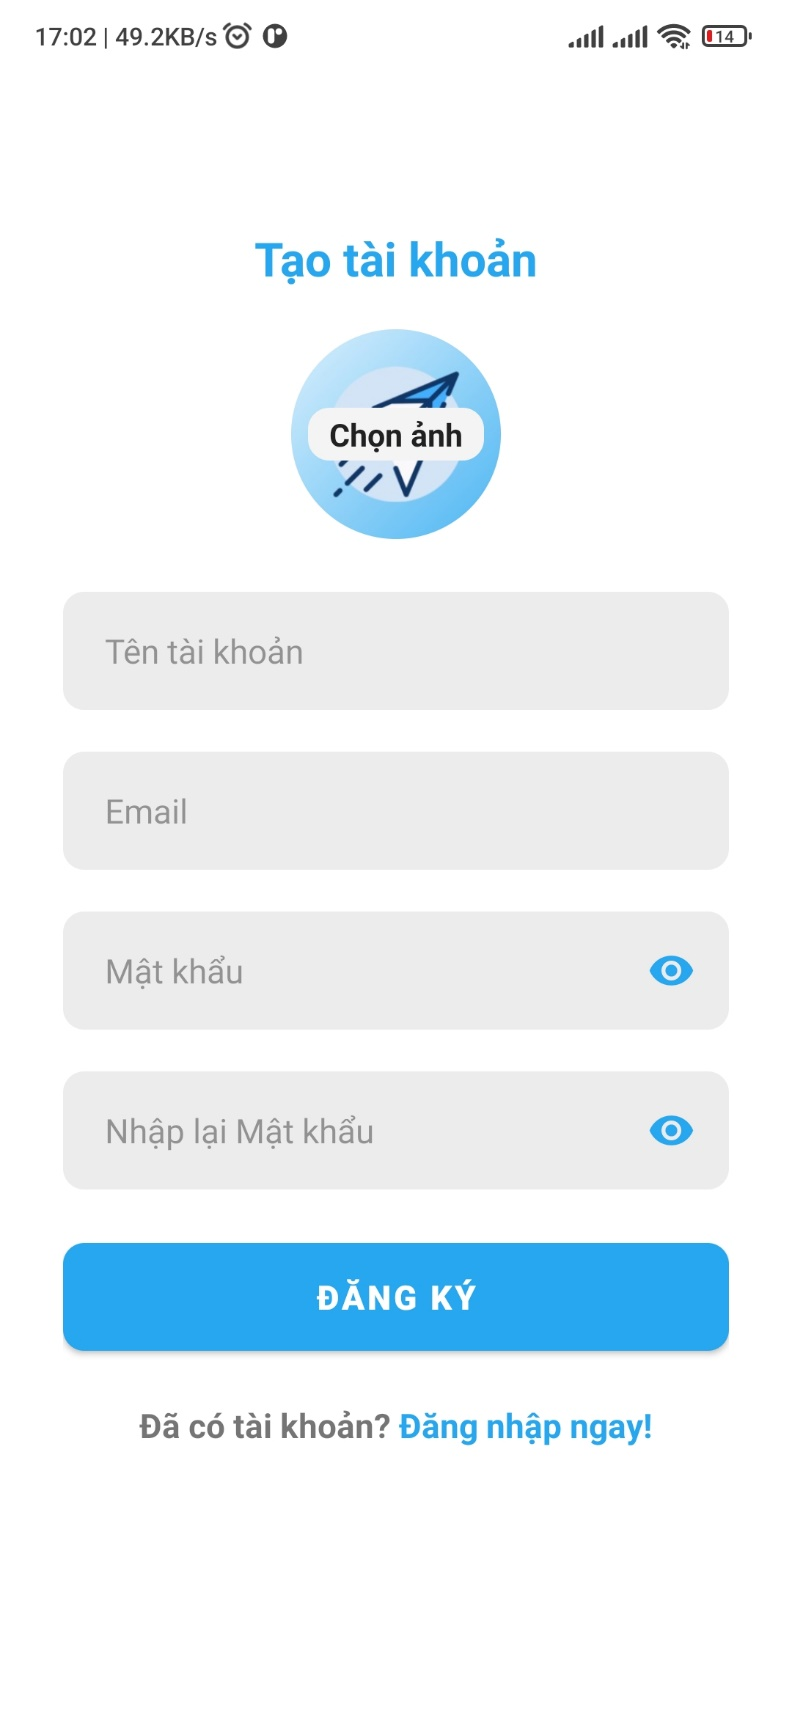 17:02 | 49.2KB/s 14
Tạo tài khoản
Chọn ảnh
Tên tài khoản
Email
Mật khẩu
Nhập lại Mật khẩu
ĐĂNG KÝ
Đã có tài khoản? Đăng nhập ngay!